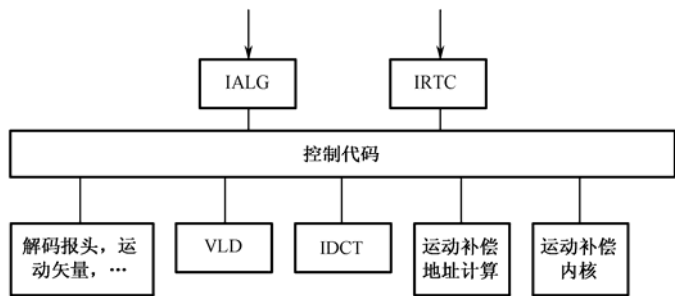 IALG
IRTC
控制代码
解码报头，运
动矢量，…
VLD
IDCT
运动补偿
地址计算
运动补偿
内核